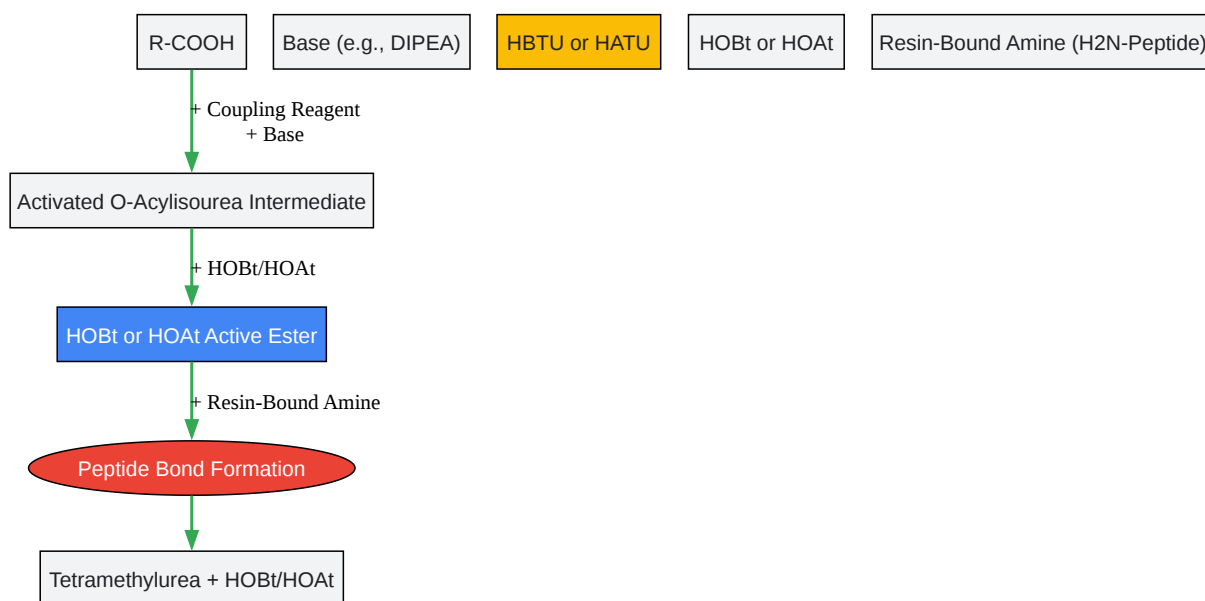 R-COOH
Base (e.g., DIPEA)
HBTU or HATU
HOBt or HOAt
Resin-Bound Amine (H2N-Peptide)
+ Coupling Reagent
+ Base
Activated O-Acylisourea Intermediate
+ HOBt/HOAt
HOBt or HOAt Active Ester
+ Resin-Bound Amine
Peptide Bond Formation
Tetramethylurea + HOBt/HOAt